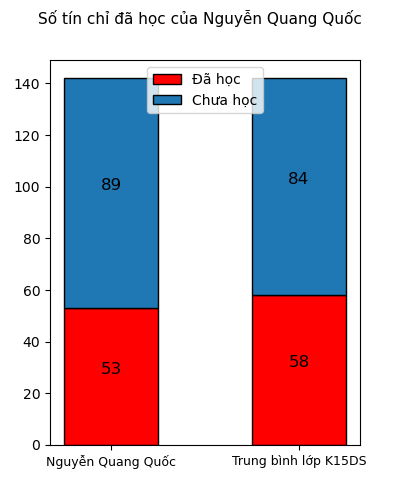 Số tín chỉ đã học của Nguyễn Quang Quốc
140
120
100
80
60
40
20
0
Đã học
Chưa học
89
84
53
58
Nguyễn Quang Quốc
Trung bình lớp K15DS